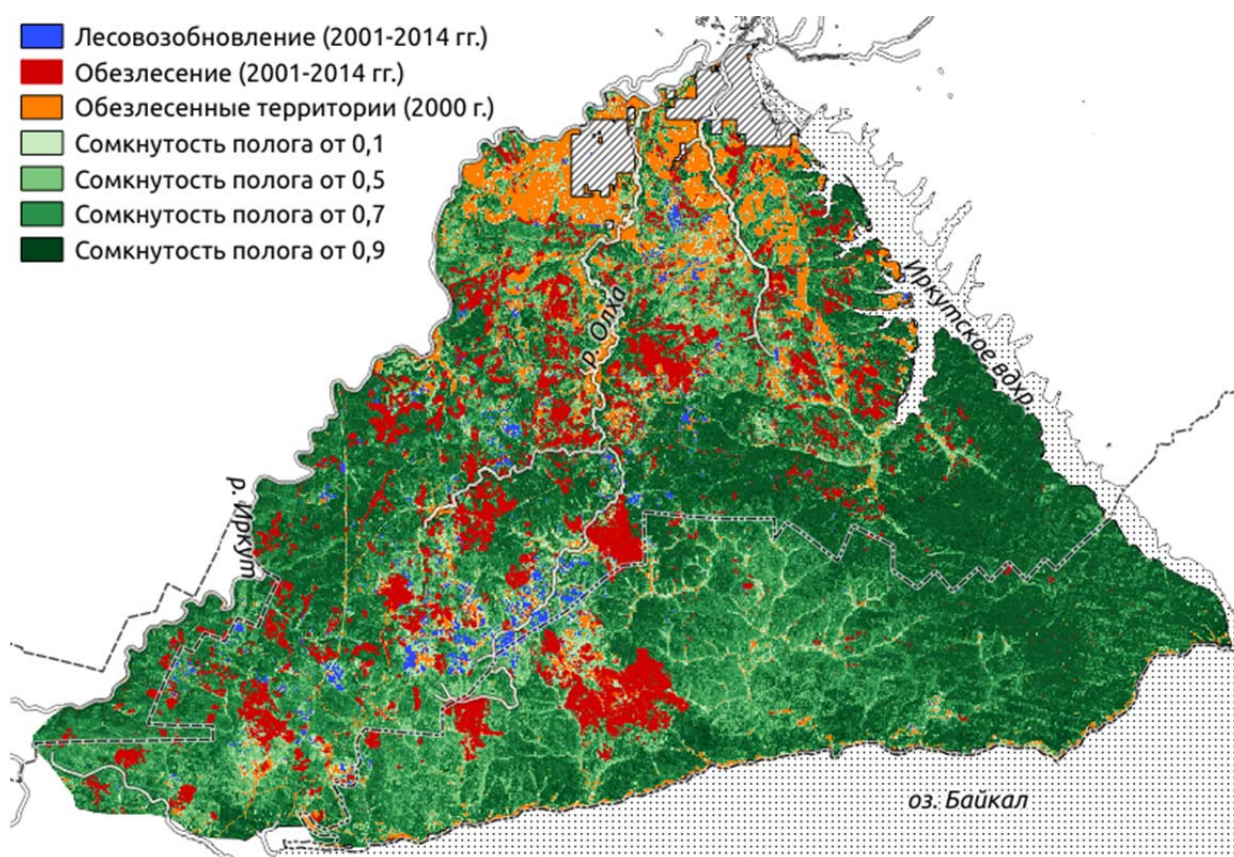 Лесовозобновление (2001-2014 гг.)
Обезлесение (2001-2014 гг.)
Обезлесенные территории (2000 г.)
Сомкнутость полога от 0,1
Сомкнутость полога от 0,5
Сомкнутость полога от 0,7
Сомкнутость полога от 0,9
Иркутское вдхр.
р. Олха
р. Иркут
оз. Байкал